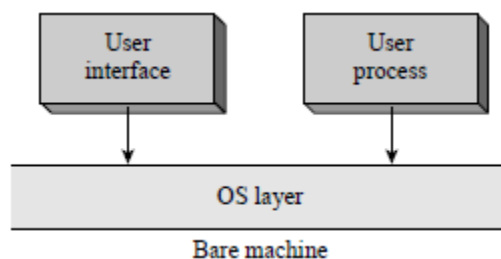 User
interface
User
process
OS layer
Bare machine